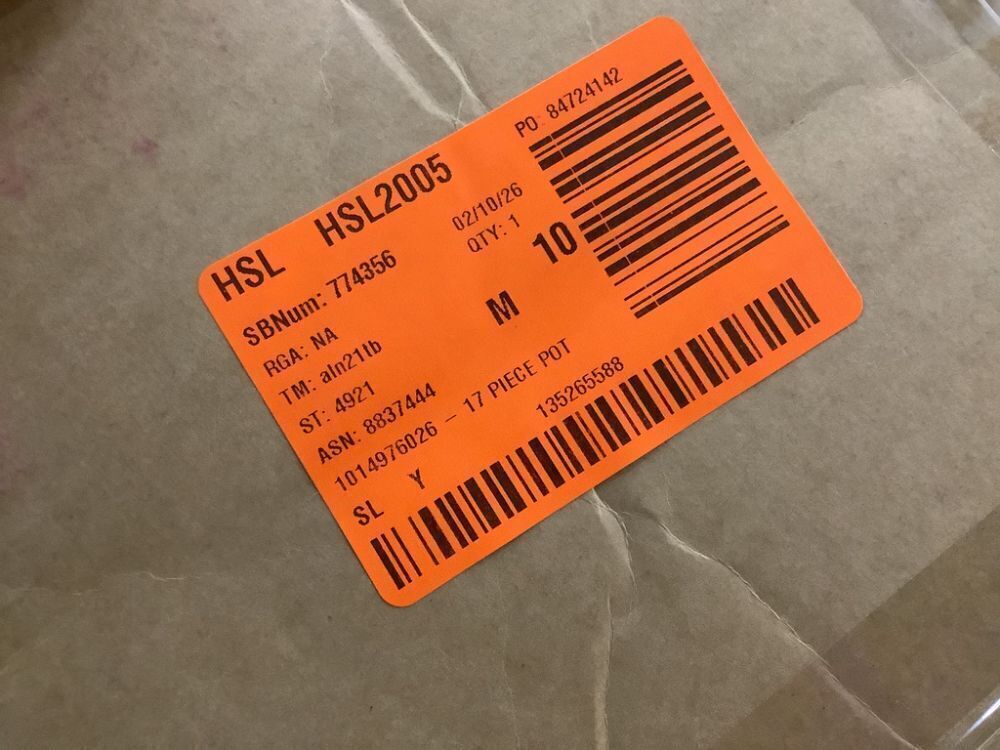 HSL HSL2005
PO: 84724142
SBNum: 774356
02/10/26
RGA: NA
QTY: 1
TM: aln21tb
M
10
ST: 4921
ASN: 8837444
1014976026 – 17 PIECE POT
SL Y
135265588